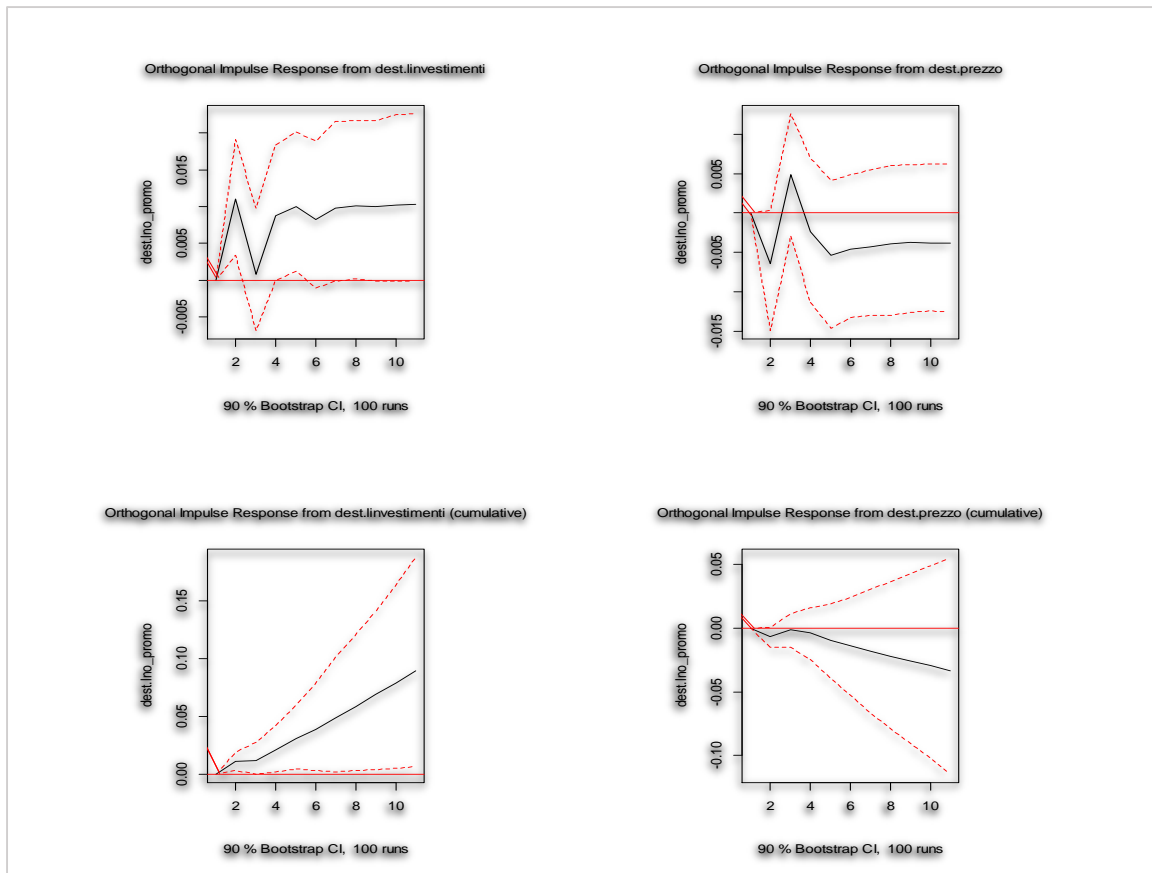 Orthogonal Impulse Response from dest.linvestimenti
dest.lno_promo
0.015
0.005
-0.005
2 4 6 8 10
90 % Bootstrap CI, 100 runs
Orthogonal Impulse Response from dest.prezzo
dest.lno_promo
0.005
-0.005
-0.015
2 4 6 8 10
90 % Bootstrap CI, 100 runs
Orthogonal Impulse Response from dest.linvestimenti (cumulative)
dest.lno_promo
0.15
0.10
0.05
0.00
2 4 6 8 10
90 % Bootstrap CI, 100 runs
Orthogonal Impulse Response from dest.prezzo (cumulative)
dest.lno_promo
0.05
0.00
-0.05
-0.10
2 4 6 8 10
90 % Bootstrap CI, 100 runs